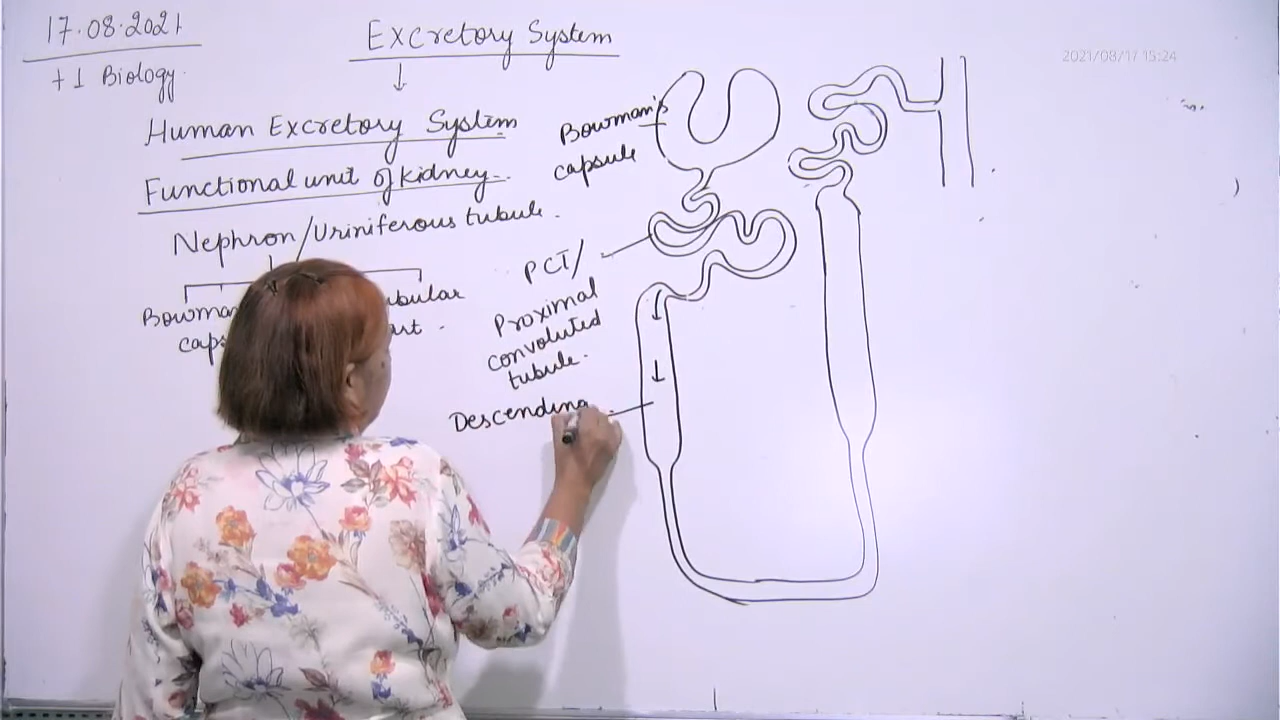 17.08.2021
+1 Biology
Excretory System
2021/08/17 15:24
Human Excretory System
Functional unit of kidney
Nephron/Uriniferous tubule.
Bowman's
capsule
PCT/
Proximal
convoluted
tubule.
Descending